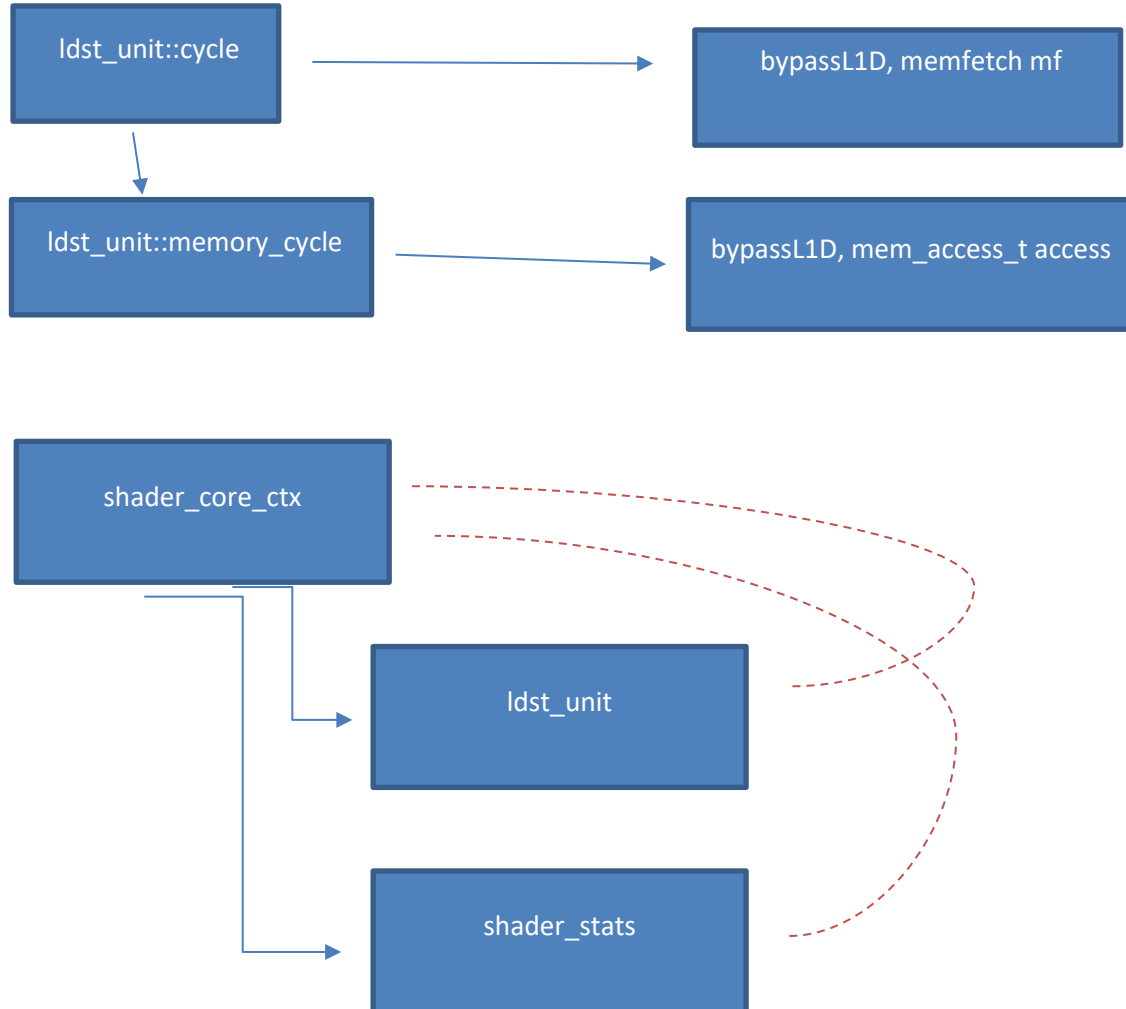 ldst_unit::cycle
bypassL1D, memfetch mf
ldst_unit::memory_cycle
bypassL1D, mem_access_t access
shader_core_ctx
ldst_unit
shader_stats